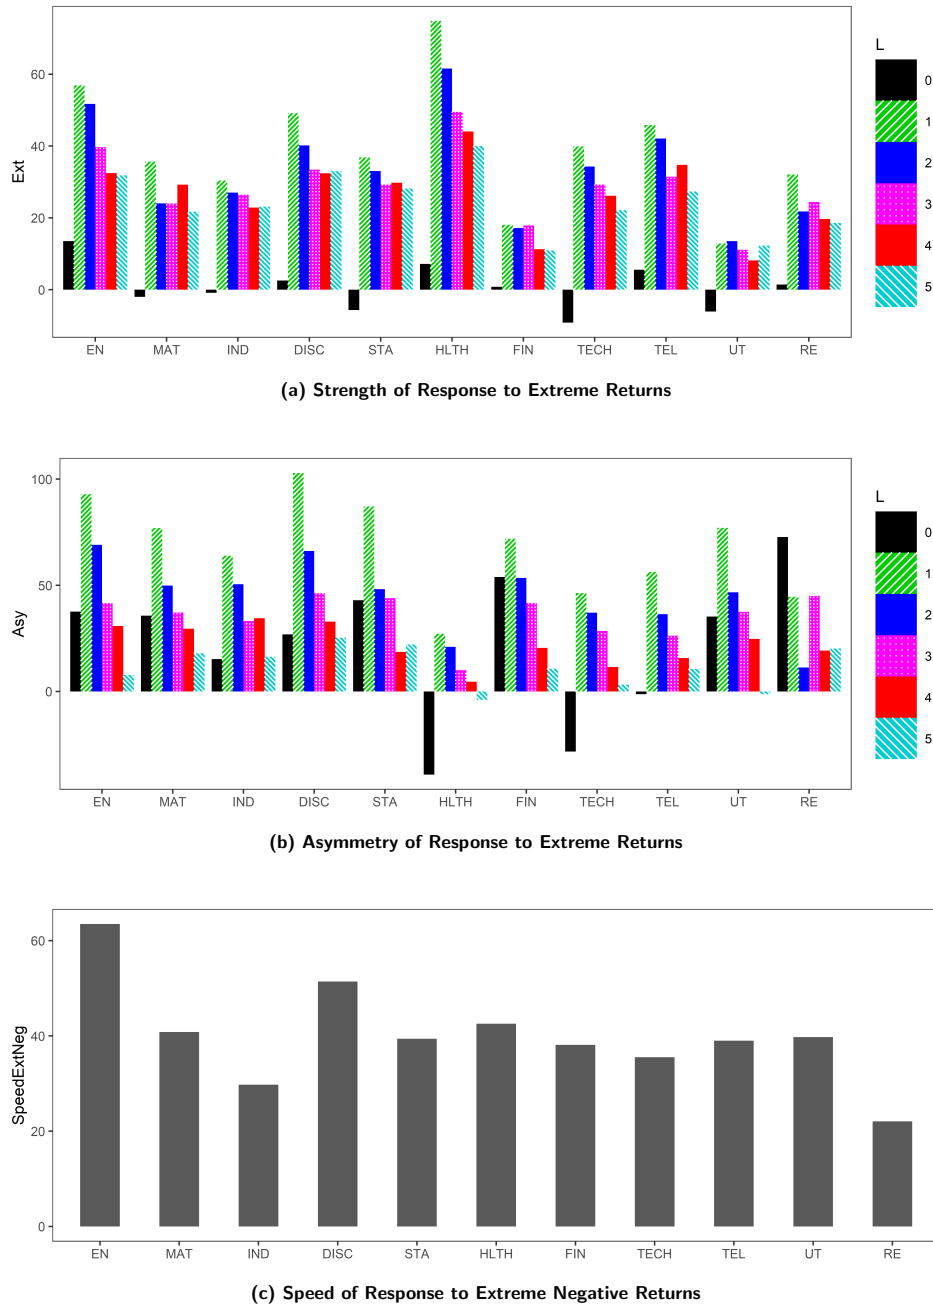 60
40
20
0
Ext
EN MAT IND DISC STA HLTH FIN TECH TEL UT RE
L
0
1
2
3
4
5
(a) Strength of Response to Extreme Returns
100
50
0
Asy
EN MAT IND DISC STA HLTH FIN TECH TEL UT RE
L
0
1
2
3
4
5
(b) Asymmetry of Response to Extreme Returns
60
40
20
0
SpeedExtNeg
EN MAT IND DISC STA HLTH FIN TECH TEL UT RE
(c) Speed of Response to Extreme Negative Returns